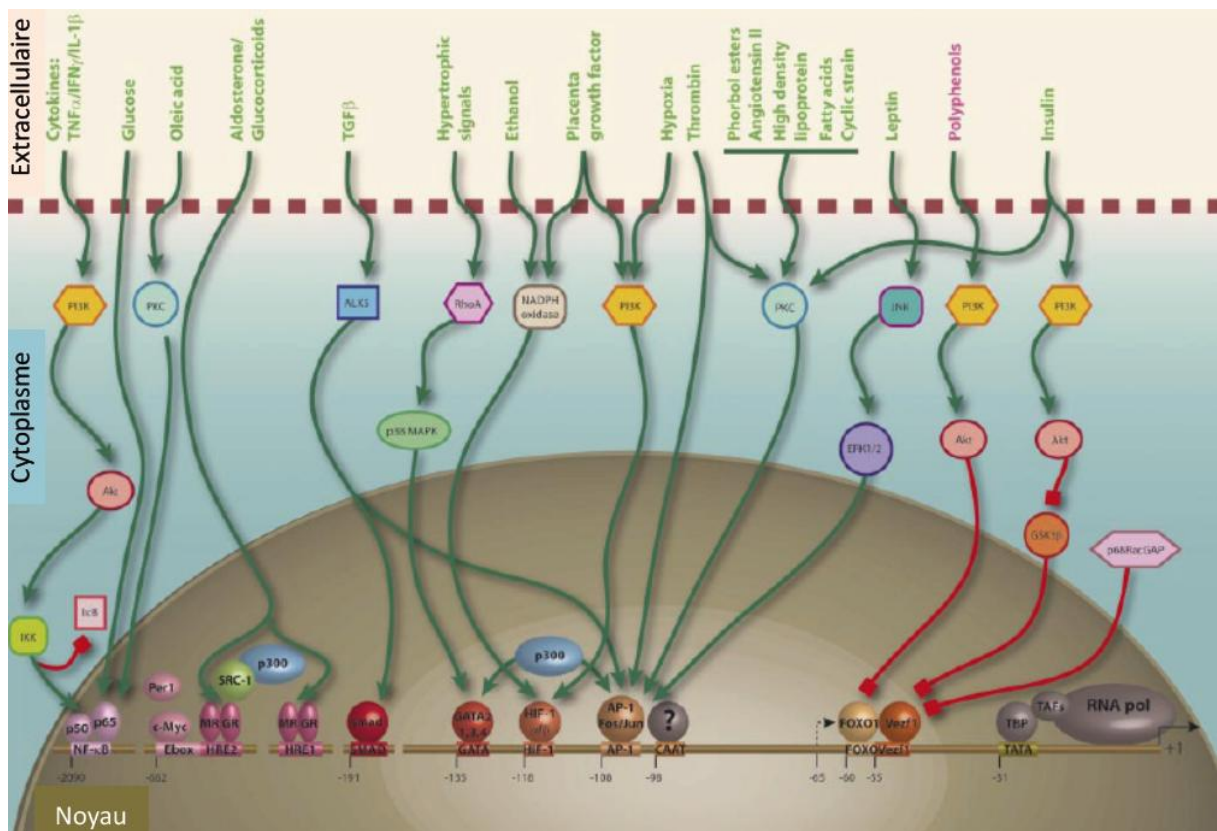 Extracellulaire
Cytokines:
TNFα/IFNγ/IL-1β
Glucose
Oleic acid
Aldosterone/
Glucocorticoids
TGFβ
Hypertrophic
signals
Ethanol
Placenta
growth factor
Hypoxia
Thrombin
Phorbol esters
Angiotensin II
High density
lipoprotein
Fatty acids
Cyclic strain
Leptin
Polyphenols
Insulin
Cytoplasme
PI3K
PKC
ALK5
RhoA
NADPH
oxidase
PI3K
PKC
JNK
PI3K
PI3K
p38 MAPK
ERK1/2
Akt
Akt
Akt
GSK3β
p68RacGAP
IκB
IKK
p300
SRC-1
p300
Per1
p50
p65
c-Myc
MR
GR
MR
GR
Smad
GATA2
1,3,4
HIF-1
α/β
AP-1
Fos/Jun
?
FOXO1
Vezf1
TBP
TAFs
RNA pol
NF-κB
Ebox
HRE2
HRE1
SMAD
GATA
HIF-1
AP-1
CAAT
FOXO
Vezf1
TATA
+1
-2090
-662
-191
-135
-118
-108
-98
-65
-60
-55
-31
Noyau